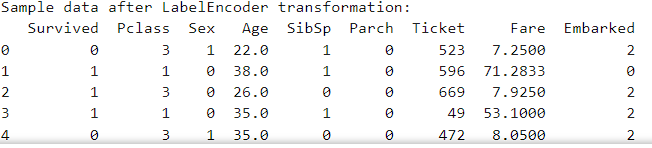 Sample data after LabelEncoder transformation:
Survived Pclass Sex Age SibSp Parch Ticket Fare Embarked
0 0 3 1 22.0 1 0 523 7.2500 2
1 1 1 0 38.0 1 0 596 71.2833 0
2 1 3 0 26.0 0 0 669 7.9250 2
3 1 1 0 35.0 1 0 49 53.1000 2
4 0 3 1 35.0 0 0 472 8.0500 2